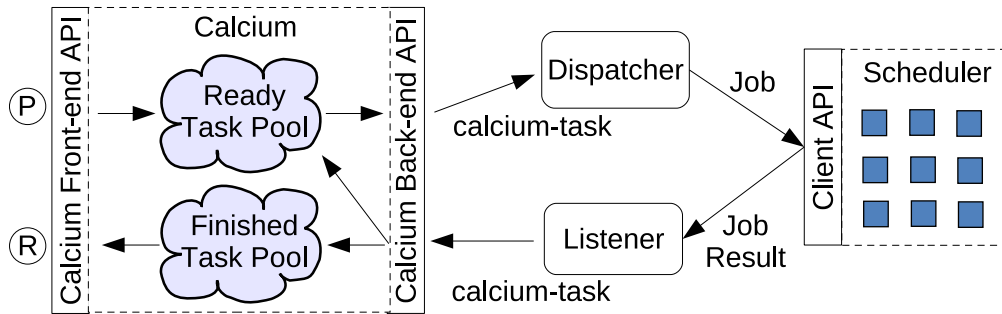 Calcium Front-end API
Calcium
Calcium Back-end API
P
Ready
Task Pool
calcium-task
Dispatcher
Job
Client API
Scheduler
R
Finished
Task Pool
Listener
calcium-task
Job
Result